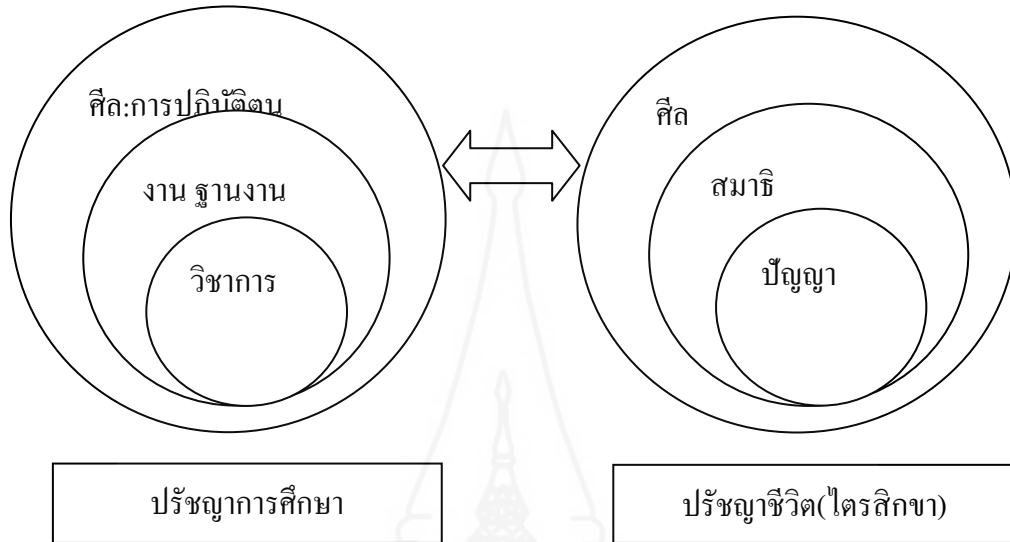 ศีล:การปฏิบัติตน
งาน ฐานงาน
วิชาการ
ศีล
สมาธิ
ปัญญา
ปรัชญาการศึกษา
ปรัชญาชีวิต(ไตรสิกขา)